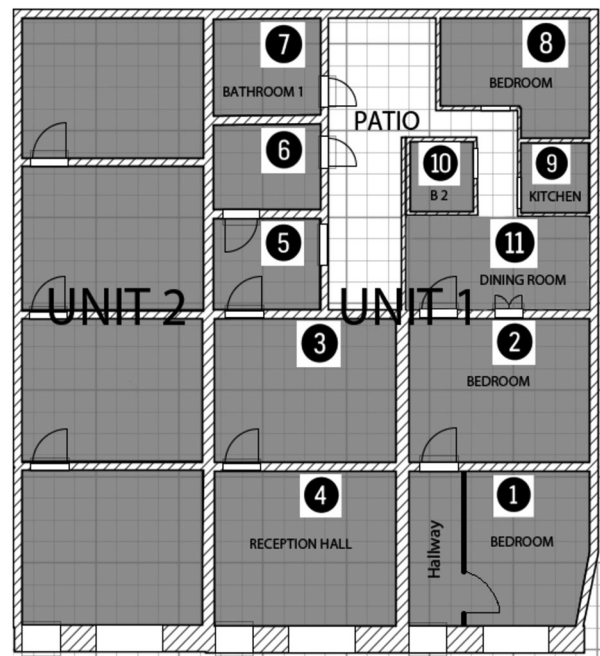 7
BATHROOM 1
8
BEDROOM
PATIO
6
10
B 2
9
KITCHEN
5
11
DINING ROOM
UNIT 2
UNIT 1
3
2
BEDROOM
4
RECEPTION HALL
Hallway
1
BEDROOM